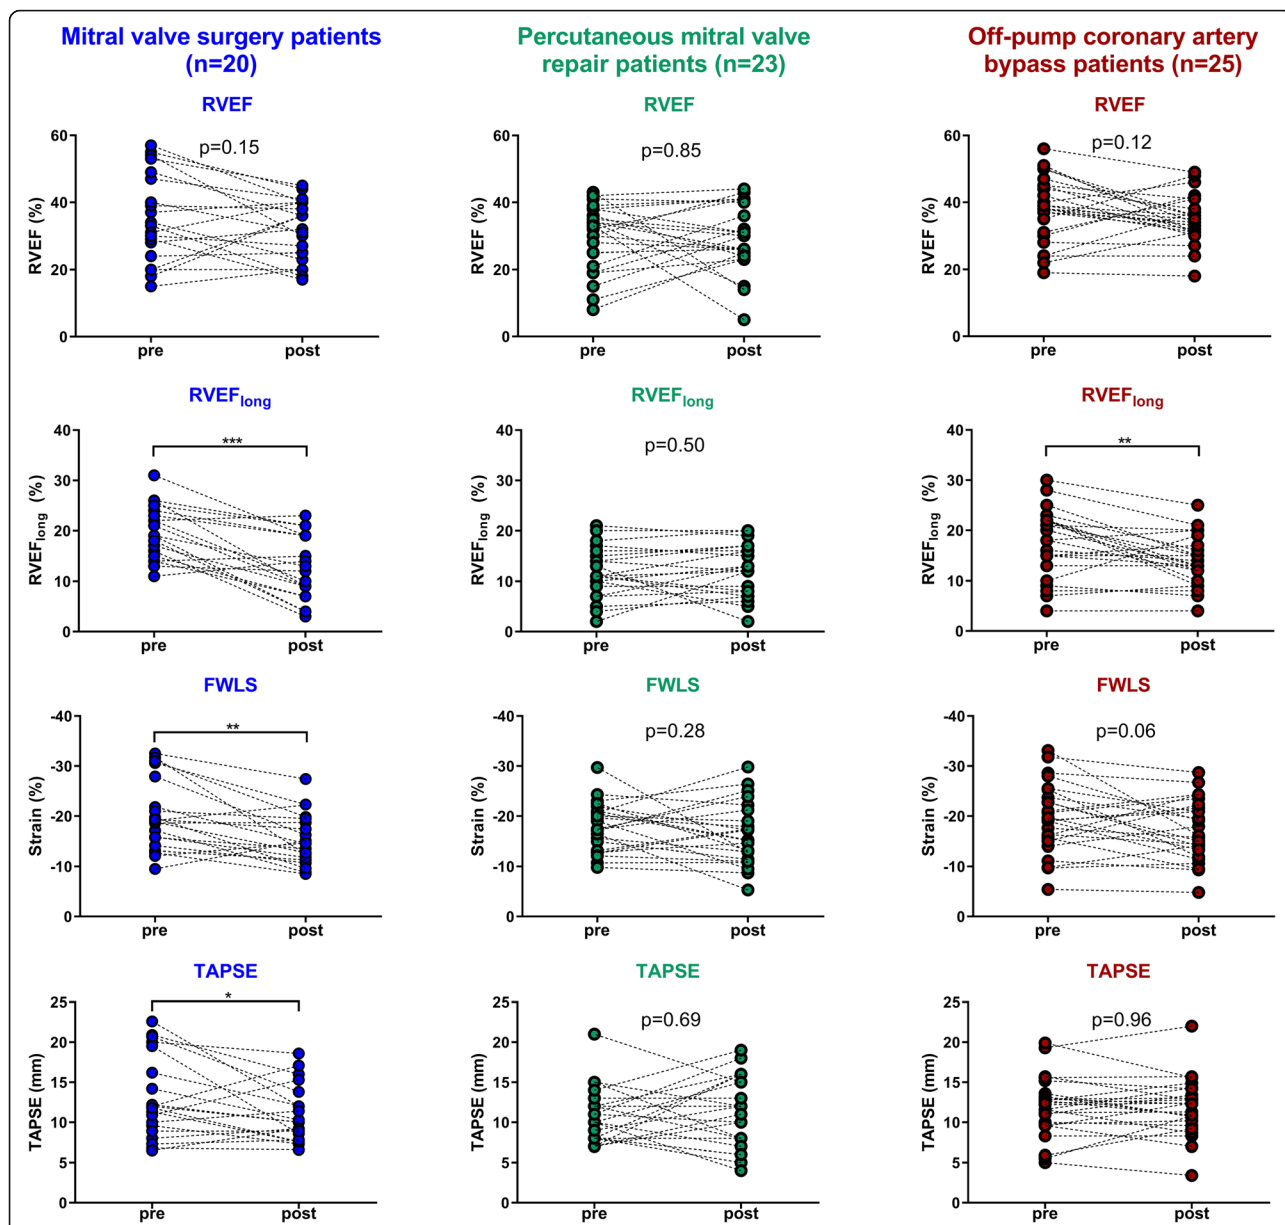 Mitral valve surgery patients
(n=20)
Percutaneous mitral valve
repair patients (n=23)
Off-pump coronary artery
bypass patients (n=25)
RVEF
RVEF (%)
60
40
20
0
p=0.15
pre
post
RVEF
RVEF (%)
60
40
20
0
p=0.85
pre
post
RVEF
RVEF (%)
60
40
20
0
p=0.12
pre
post
RVEFlong
RVEFlong (%)
40
30
20
10
0
***
pre
post
RVEFlong
RVEFlong (%)
40
30
20
10
0
p=0.50
pre
post
RVEFlong
RVEFlong (%)
40
30
20
10
0
**
pre
post
FWLS
Strain (%)
-40
-30
-20
-10
0
**
pre
post
FWLS
Strain (%)
-40
-30
-20
-10
0
p=0.28
pre
post
FWLS
Strain (%)
-40
-30
-20
-10
0
p=0.06
pre
post
TAPSE
TAPSE (mm)
25
20
15
10
5
0
*
pre
post
TAPSE
TAPSE (mm)
25
20
15
10
5
0
p=0.69
pre
post
TAPSE
TAPSE (mm)
25
20
15
10
5
0
p=0.96
pre
post